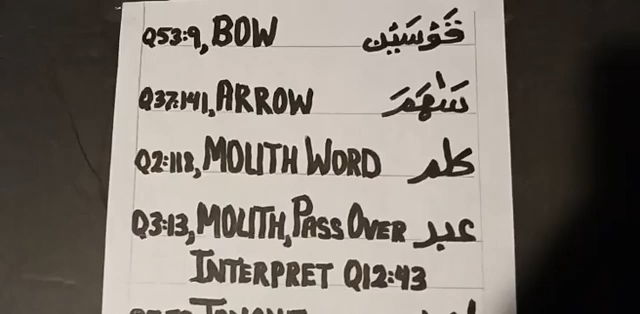 Q53:9, BOW قَوْسَيْن
Q37:141, ARROW سَاهَمَ
Q2:118, MOUTH WORD كلم
Q3:13, MOUTH, PASS OVER عبر
INTERPRET Q12:43